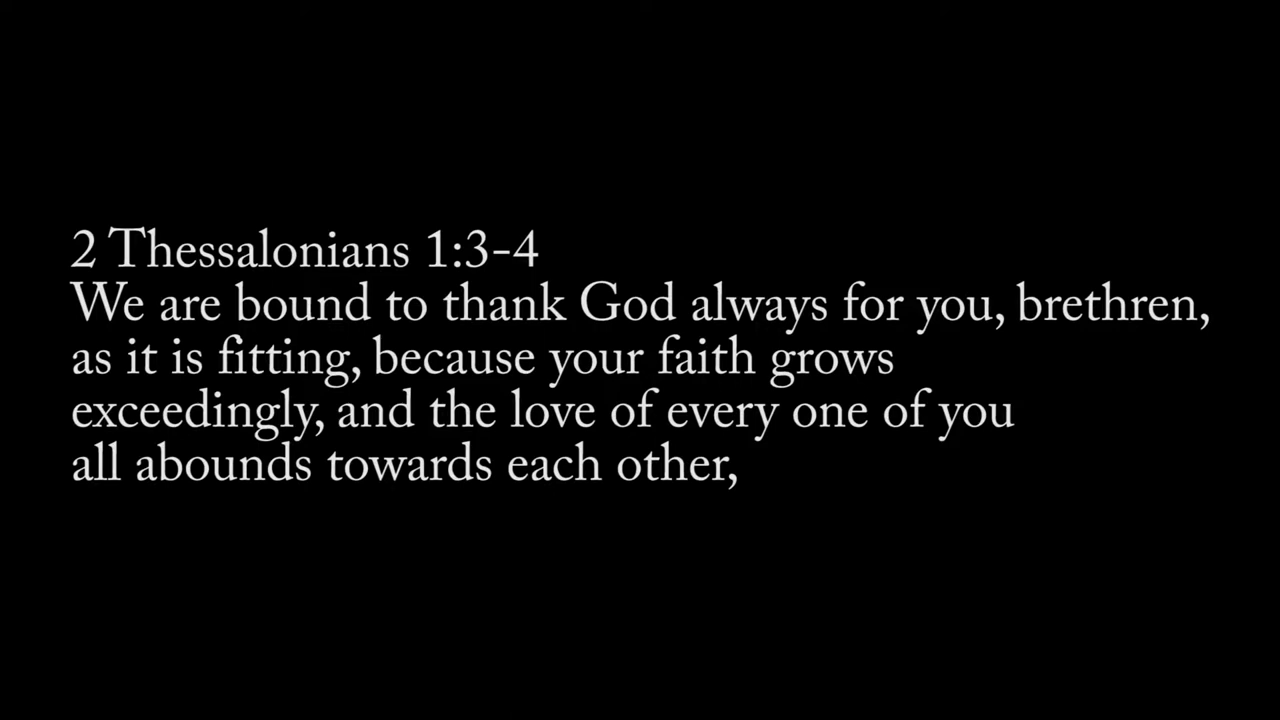 2 Thessalonians 1:3-4
We are bound to thank God always for you, brethren,
as it is fitting, because your faith grows
exceedingly, and the love of every one of you
all abounds towards each other,